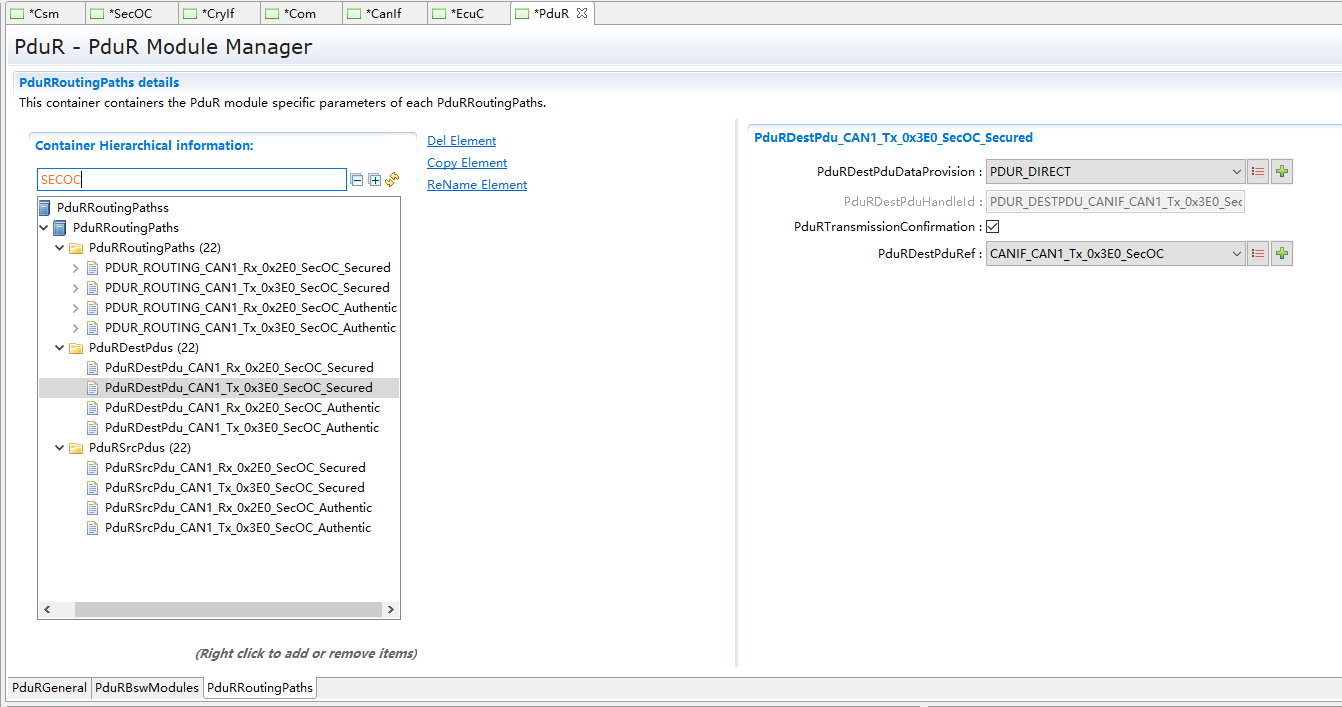 *Csm *SecOC *CryIf *Com *CanIf *EcuC *PduR
PduR - PduR Module Manager
PduRRoutingPaths details
This container containers the PduR module specific parameters of each PduRRoutingPaths.
Container Hierarchical information:
SECOC
Del Element
Copy Element
ReName Element
PduRRoutingPathss
PduRRoutingPaths
PduRRoutingPaths (22)
PDUR_ROUTING_CAN1_Rx_0x2E0_SecOC_Secured
PDUR_ROUTING_CAN1_Tx_0x3E0_SecOC_Secured
PDUR_ROUTING_CAN1_Rx_0x2E0_SecOC_Authentic
PDUR_ROUTING_CAN1_Tx_0x3E0_SecOC_Authentic
PduRDestPdus (22)
PduRDestPdu_CAN1_Rx_0x2E0_SecOC_Secured
PduRDestPdu_CAN1_Tx_0x3E0_SecOC_Secured
PduRDestPdu_CAN1_Rx_0x2E0_SecOC_Authentic
PduRDestPdu_CAN1_Tx_0x3E0_SecOC_Authentic
PduRSrcPdus (22)
PduRSrcPdu_CAN1_Rx_0x2E0_SecOC_Secured
PduRSrcPdu_CAN1_Tx_0x3E0_SecOC_Secured
PduRSrcPdu_CAN1_Rx_0x2E0_SecOC_Authentic
PduRSrcPdu_CAN1_Tx_0x3E0_SecOC_Authentic
(Right click to add or remove items)
PduRDestPdu_CAN1_Tx_0x3E0_SecOC_Secured
PduRDestPduDataProvision : PDUR_DIRECT
PduRDestPduHandleId : PDUR_DESTPDU_CANIF_CAN1_Tx_0x3E0_Sec
PduRTransmissionConfirmation :
PduRDestPduRef : CANIF_CAN1_Tx_0x3E0_SecOC
PduRGeneral PduRBswModules PduRRoutingPaths